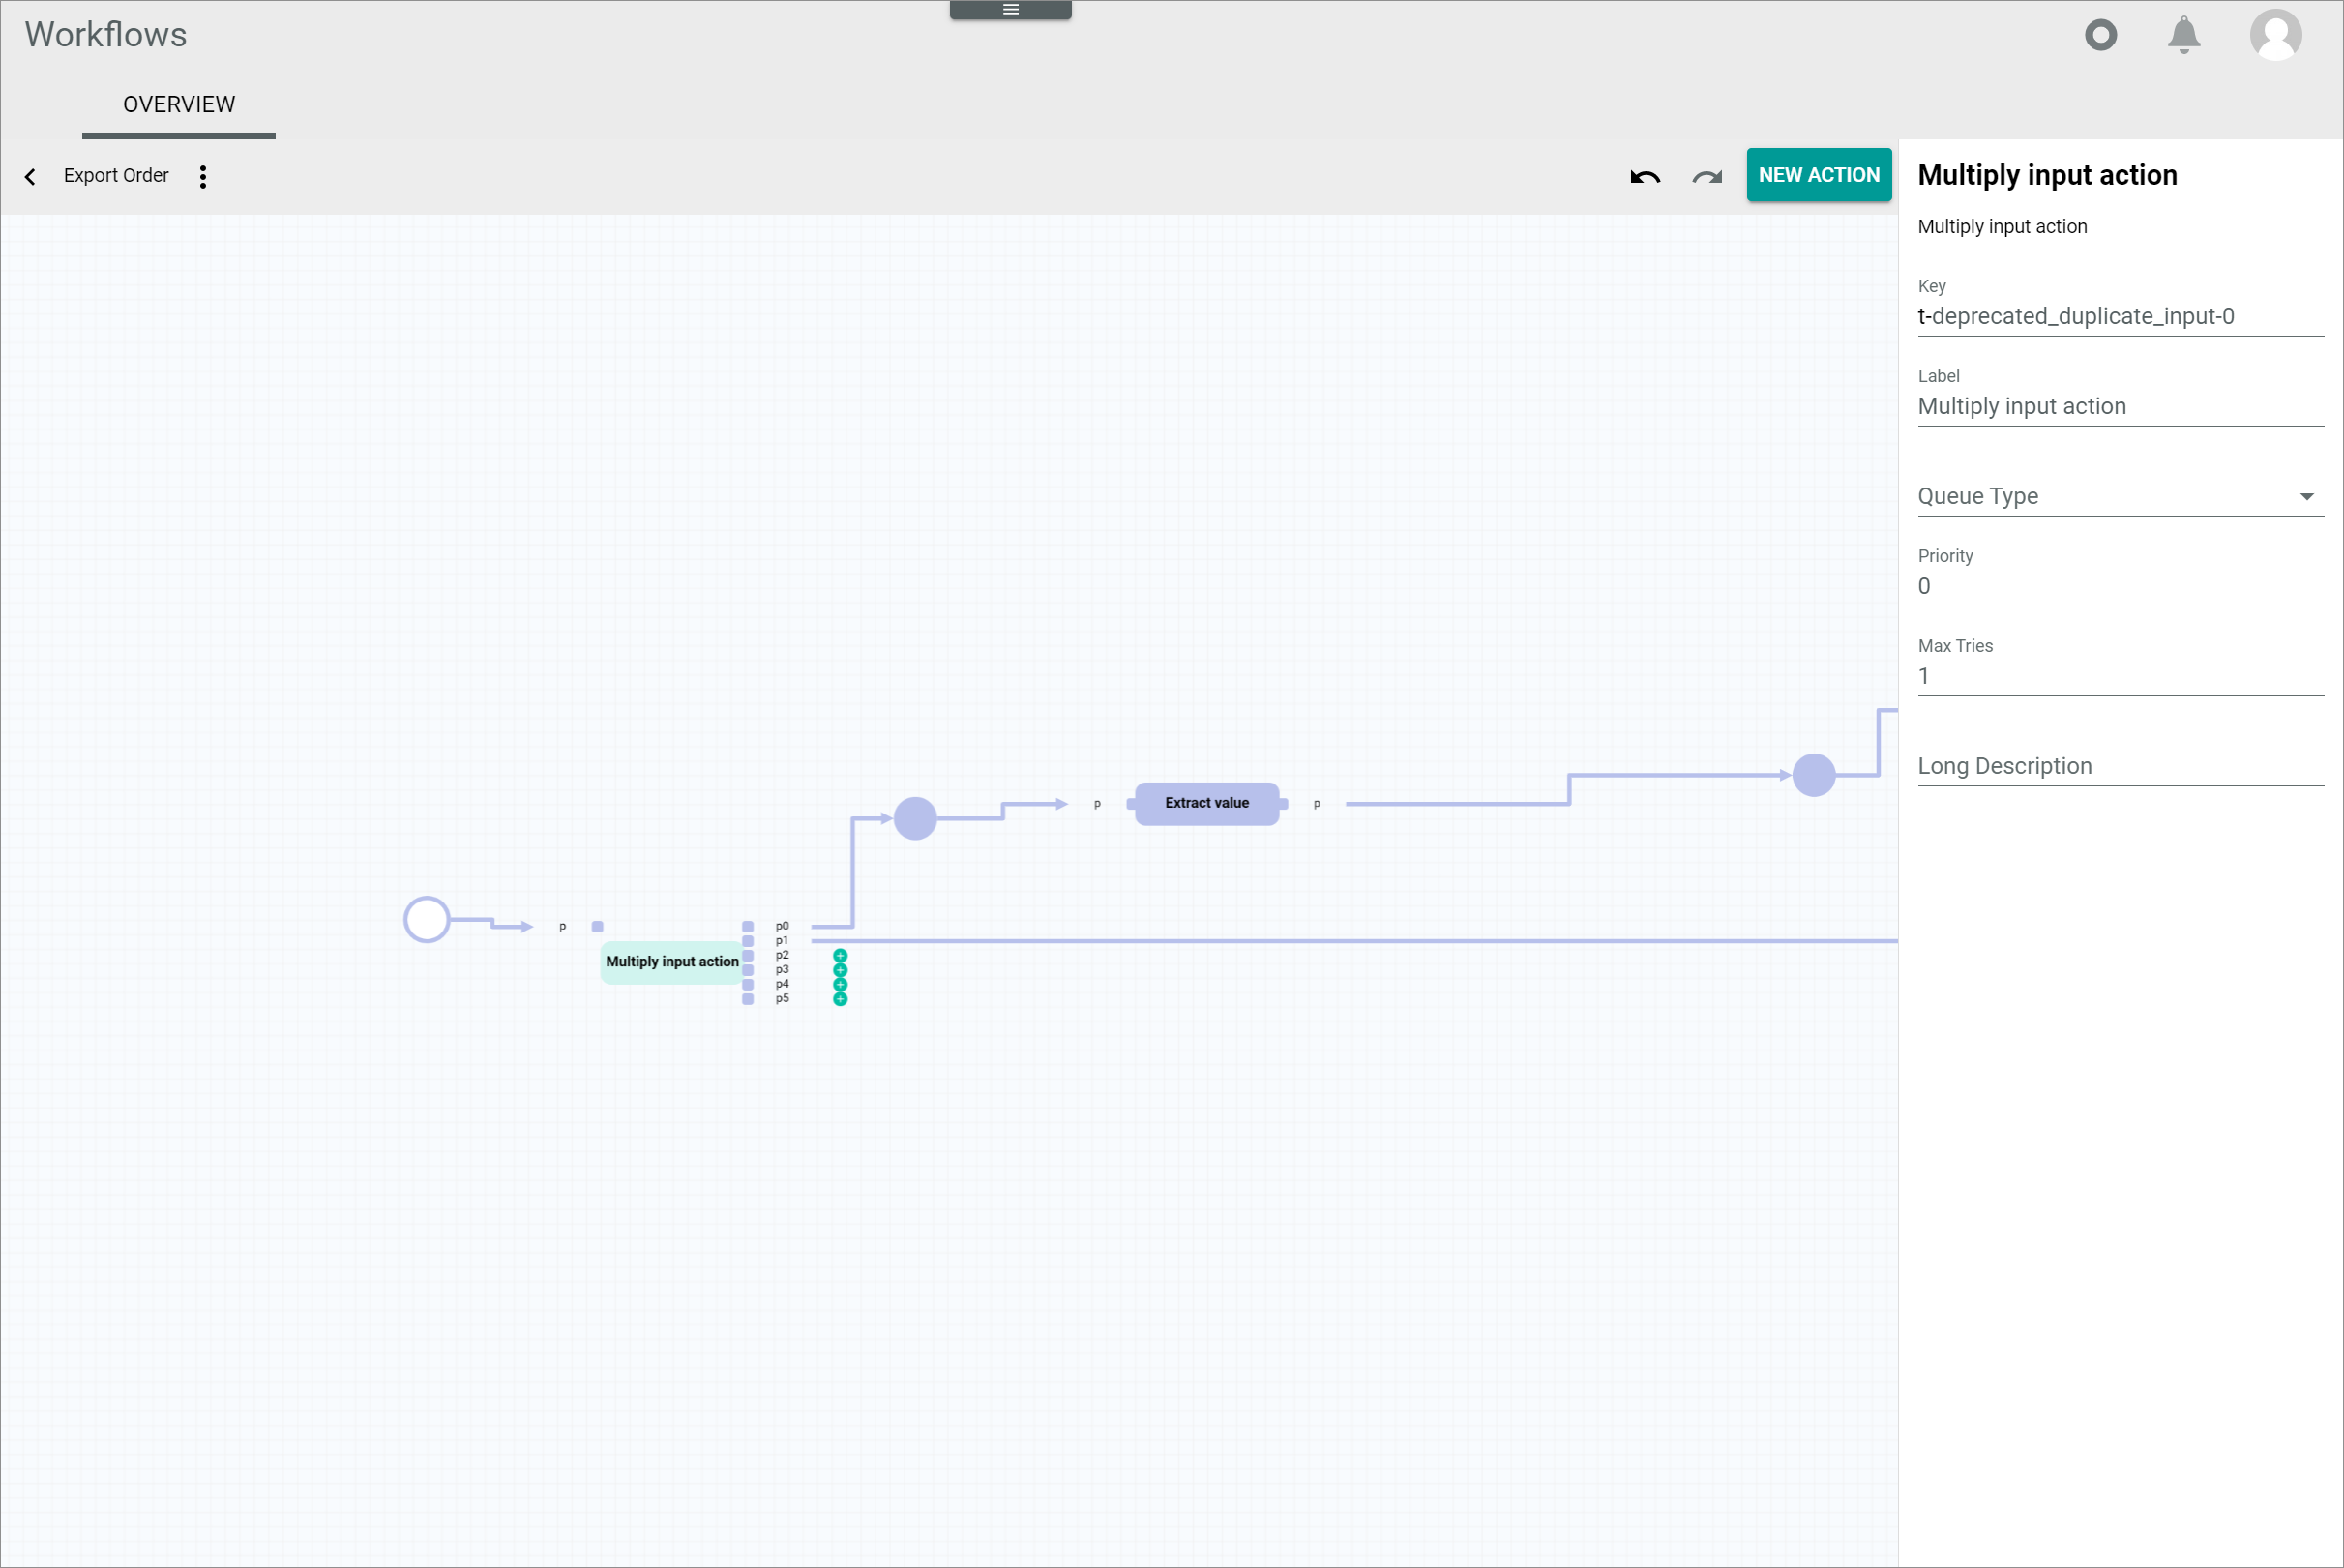 Workflows
OVERVIEW
Export Order
NEW ACTION
Multiply input action
Multiply input action
Key
t-deprecated_duplicate_input-0
Label
Multiply input action
Queue Type
Priority
0
Max Tries
1
Long Description
p
Extract value
p
p
p0
p1
Multiply input action
p2
p3
p4
p5